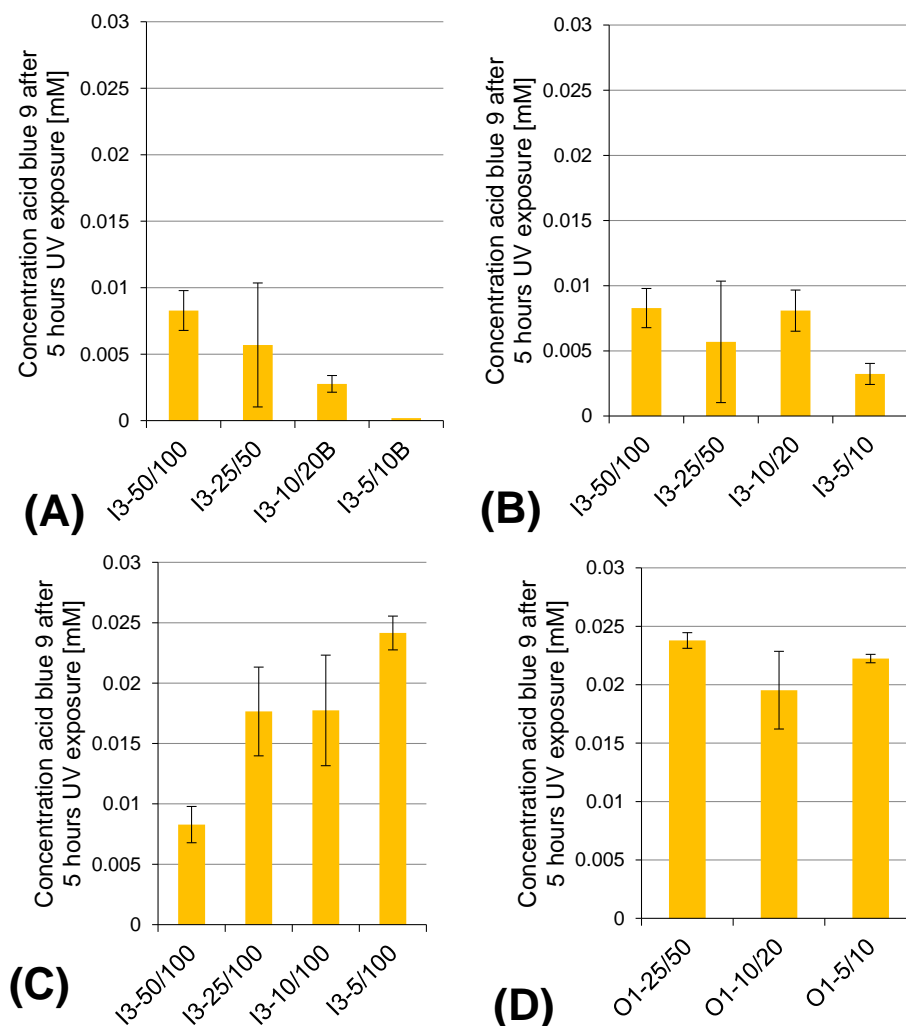 Concentration acid blue 9 after
5 hours UV exposure [mM]
0.03
0.025
0.02
0.015
0.01
0.005
0
I3-50/100
I3-25/50
I3-10/20B
I3-5/10B
(A)
Concentration acid blue 9 after
5 hours UV exposure [mM]
0.03
0.025
0.02
0.015
0.01
0.005
0
I3-50/100
I3-25/50
I3-10/20
I3-5/10
(B)
Concentration acid blue 9 after
5 hours UV exposure [mM]
0.03
0.025
0.02
0.015
0.01
0.005
0
I3-50/100
I3-25/100
I3-10/100
I3-5/100
(C)
Concentration acid blue 9 after
5 hours UV exposure [mM]
0.03
0.025
0.02
0.015
0.01
0.005
0
O1-25/50
O1-10/20
O1-5/10
(D)